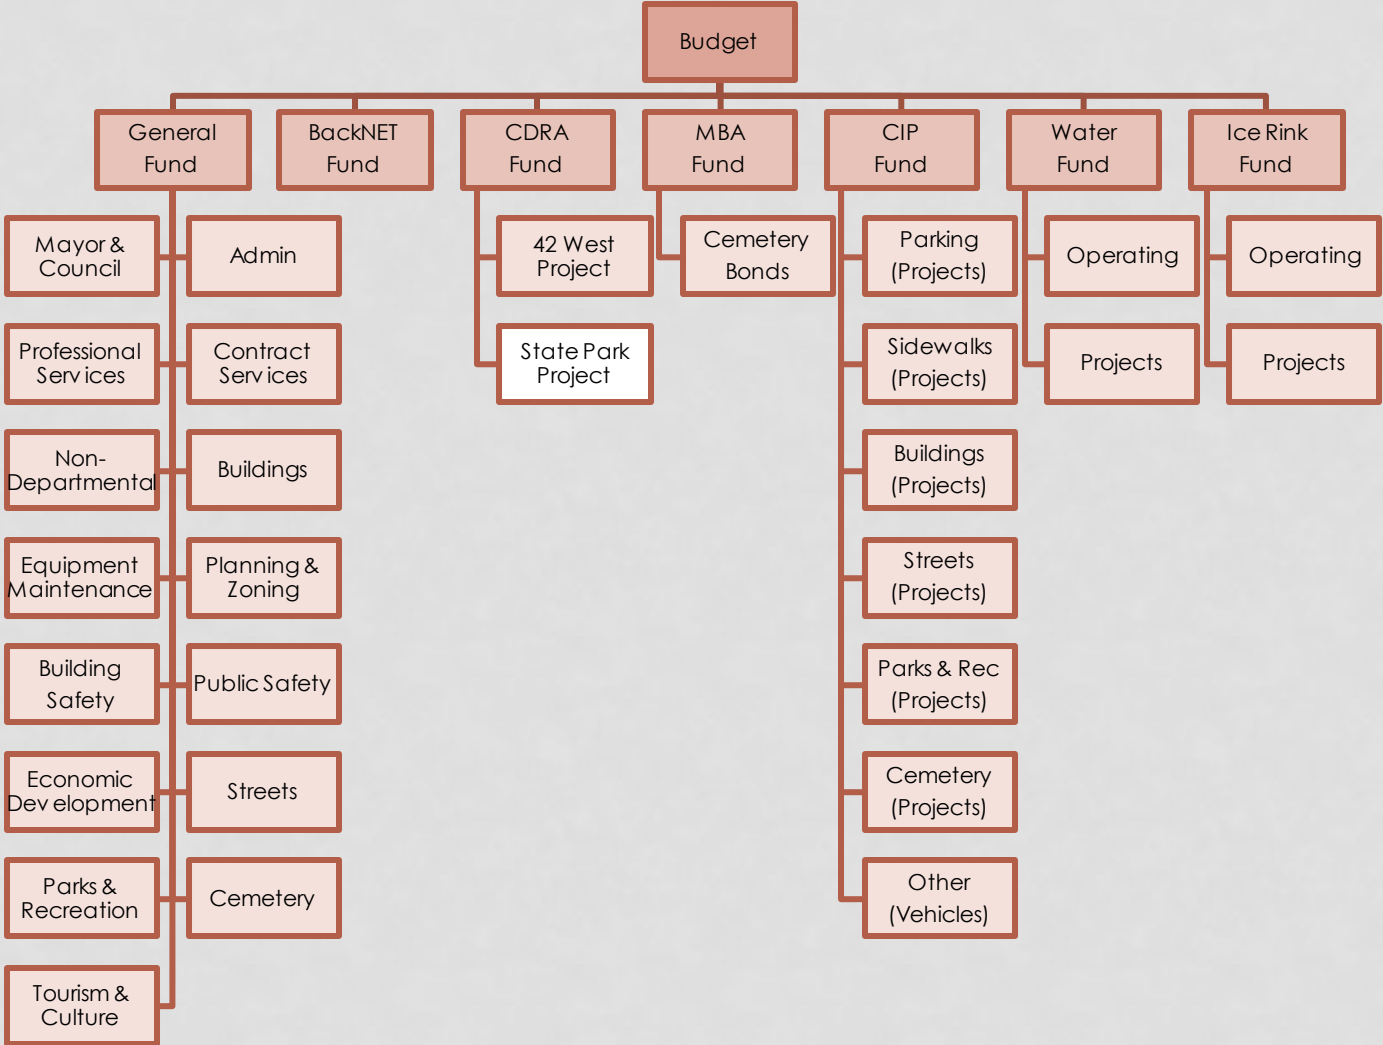 Budget
General
Fund
BackNET
Fund
CDRA
Fund
MBA
Fund
CIP
Fund
Water
Fund
Ice Rink
Fund
Mayor &
Council
Admin
Professional
Services
Contract
Services
Non-
Departmental
Buildings
Equipment
Maintenance
Planning &
Zoning
Building
Safety
Public Safety
Economic
Development
Streets
Parks &
Recreation
Cemetery
Tourism &
Culture
42 West
Project
State Park
Project
Cemetery
Bonds
Parking
(Projects)
Sidewalks
(Projects)
Buildings
(Projects)
Streets
(Projects)
Parks & Rec
(Projects)
Cemetery
(Projects)
Other
(Vehicles)
Operating
Projects
Operating
Projects